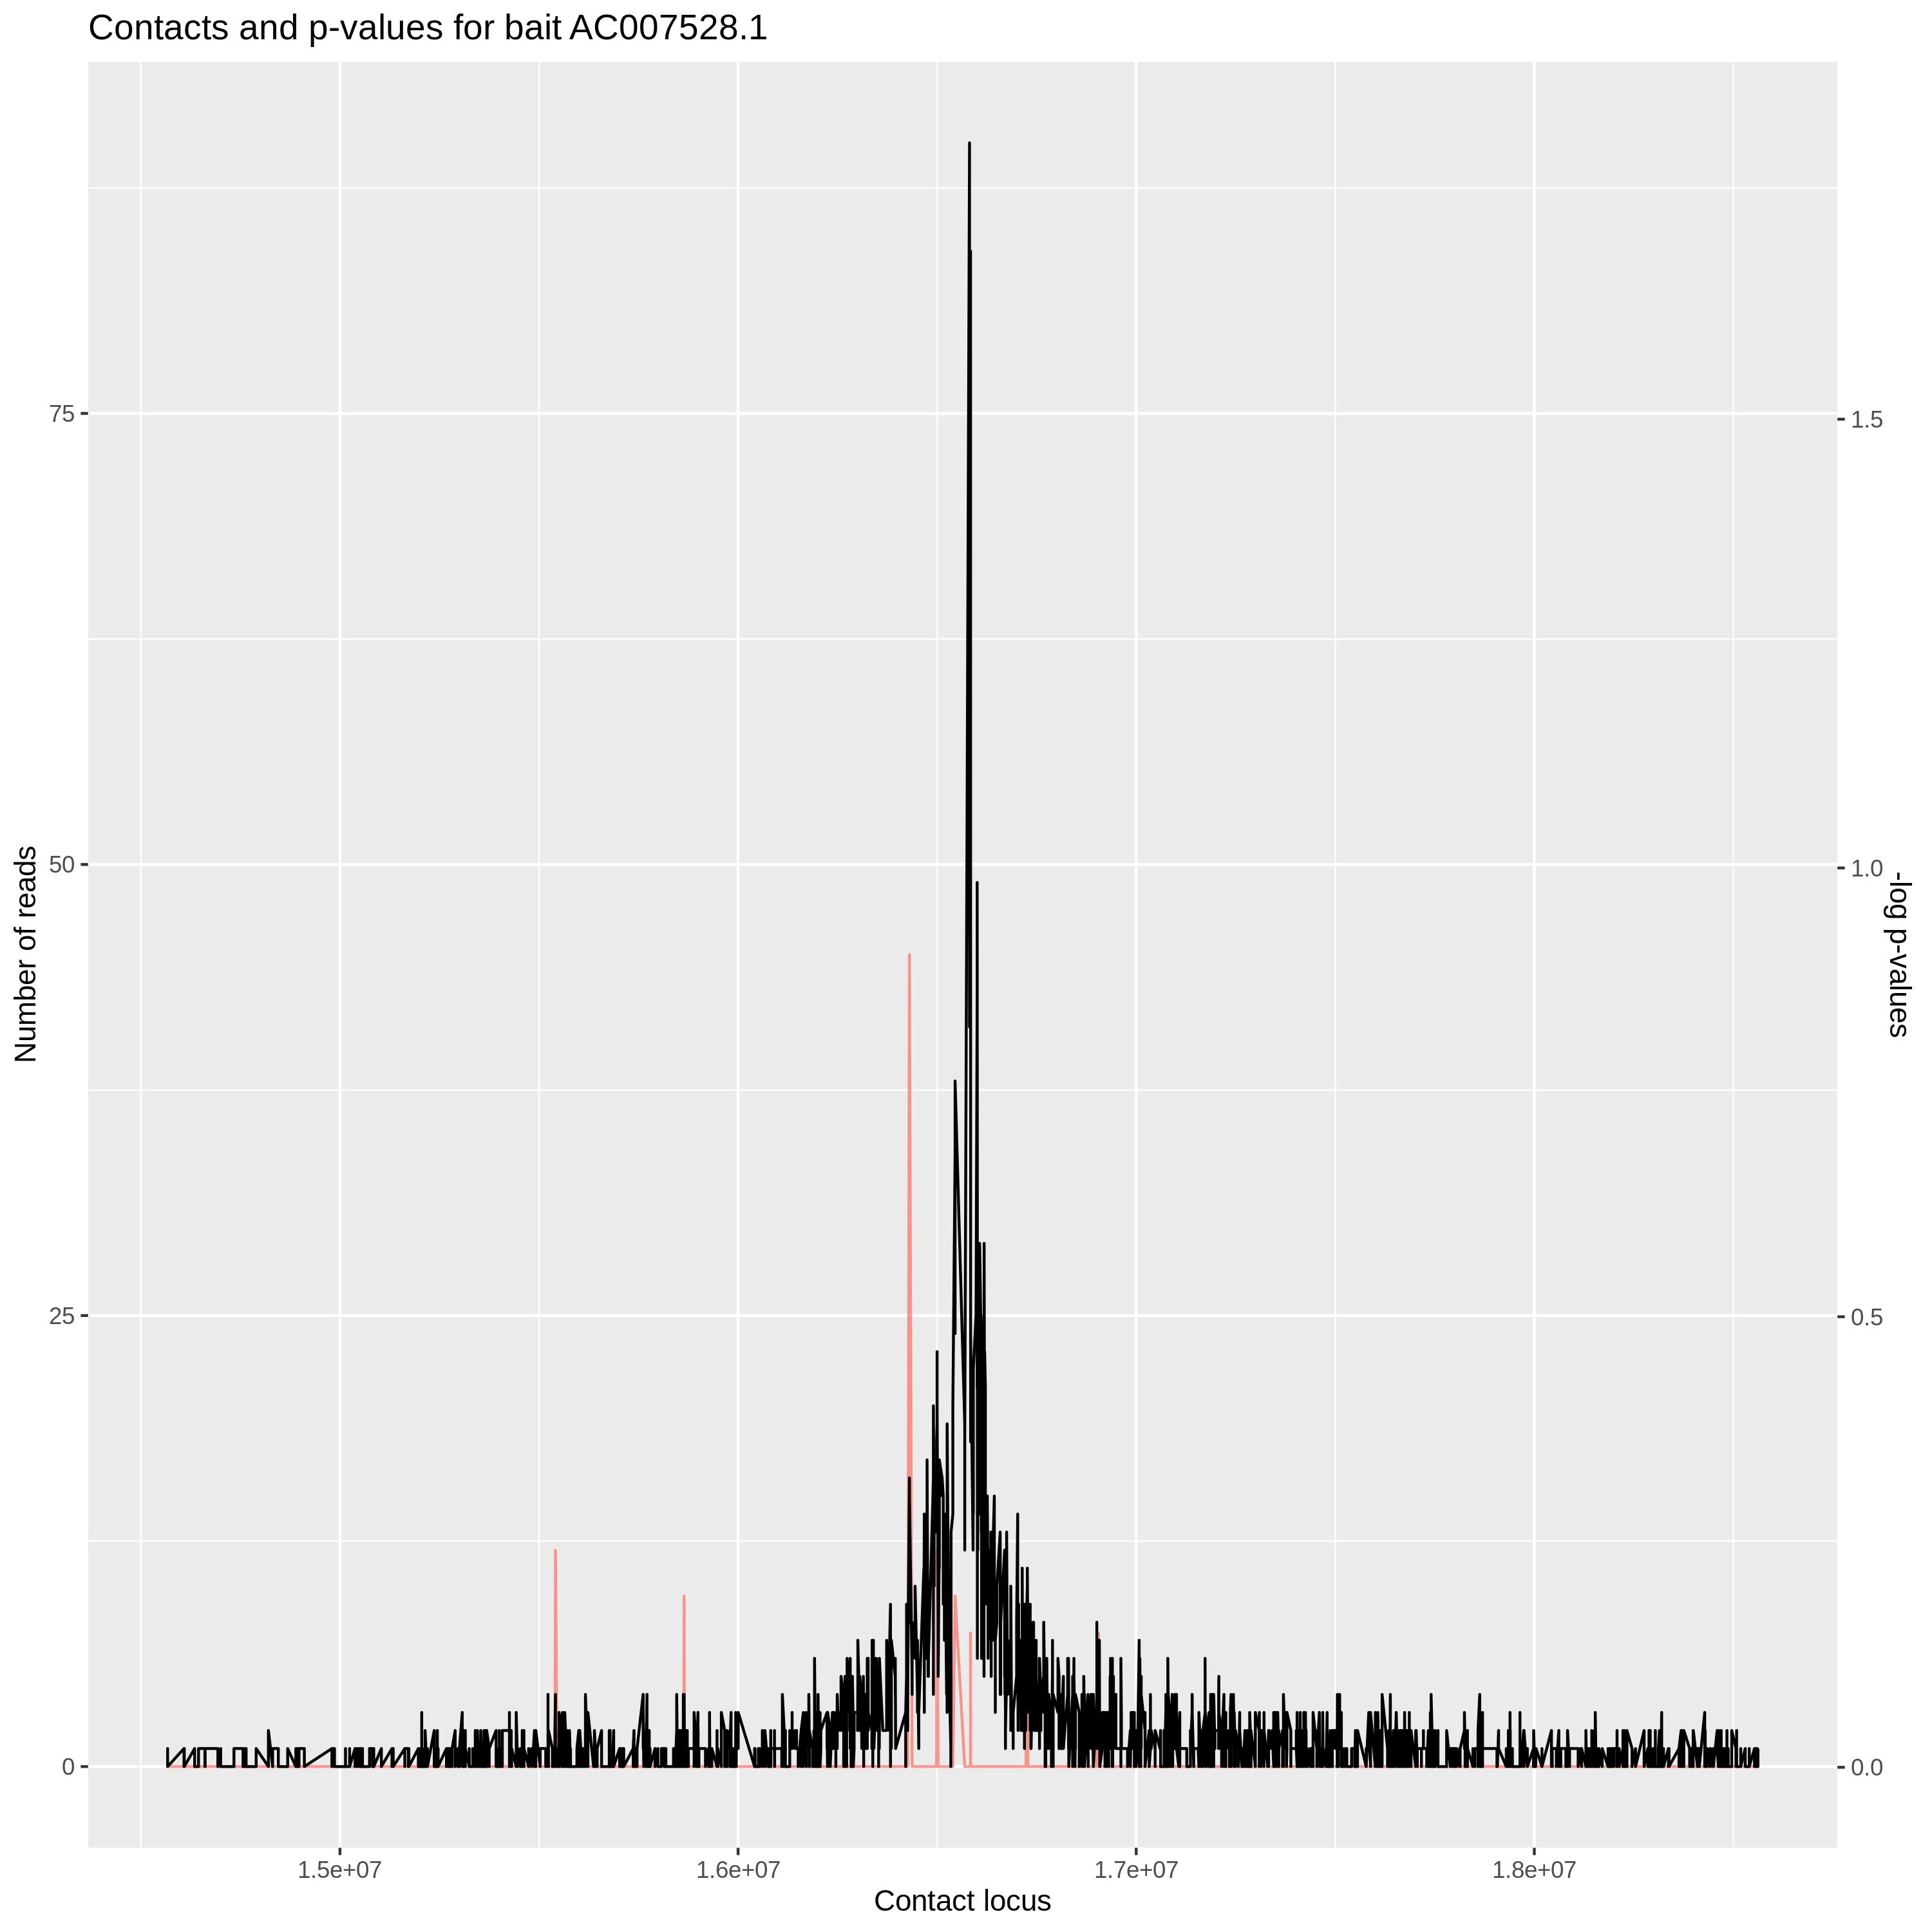 Contacts and p-values for bait AC007528.1
75
50
25
0
1.5
1.0
0.5
0.0
Number of reads
-log p-values
1.5e+07
1.6e+07
1.7e+07
1.8e+07
Contact locus